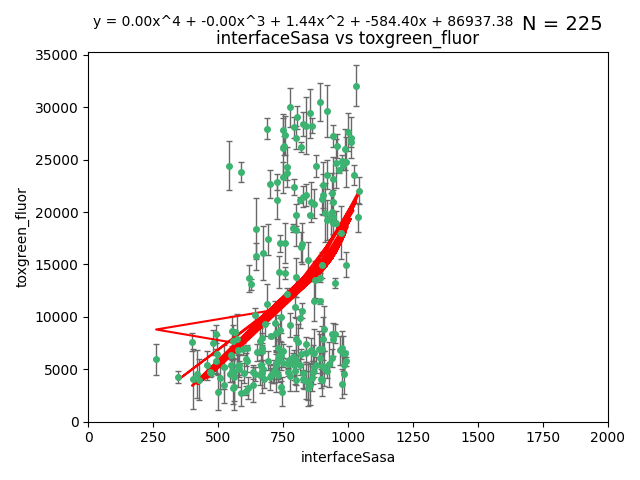 y = 0.00x^4 + -0.00x^3 + 1.44x^2 + -584.40x + 86937.38 N = 225
interfaceSasa vs toxgreen_fluor
35000
30000
25000
20000
15000
10000
5000
0
toxgreen_fluor
0 250 500 750 1000 1250 1500 1750 2000
interfaceSasa